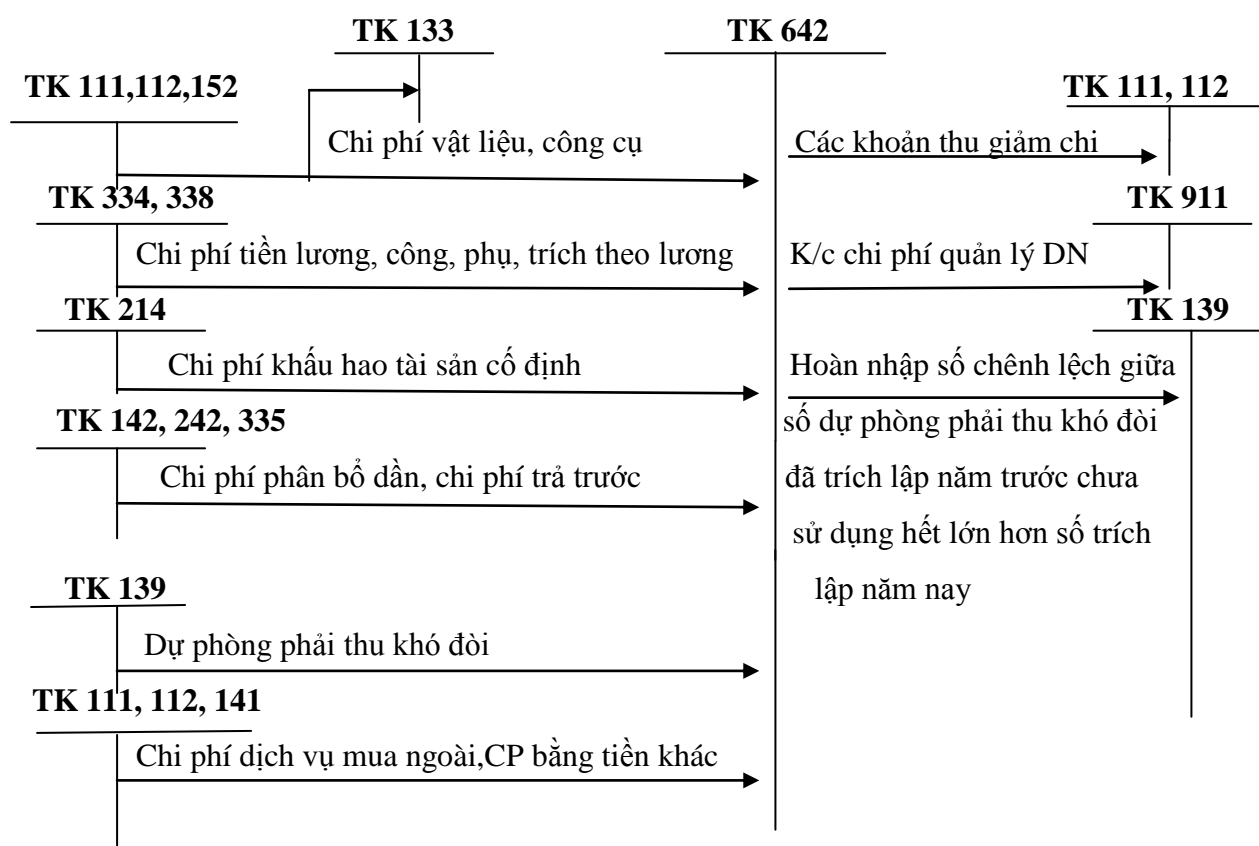 TK 133
TK 642
TK 111,112,152
TK 111, 112
Chi phí vật liệu, công cụ
Các khoản thu giảm chi
TK 334, 338
TK 911
Chi phí tiền lương, công, phụ, trích theo lương
K/c chi phí quản lý DN
TK 214
TK 139
Chi phí khấu hao tài sản cố định
Hoàn nhập số chênh lệch giữa
số dự phòng phải thu khó đòi
đã trích lập năm trước chưa
sử dụng hết lớn hơn số trích
lập năm nay
TK 142, 242, 335
Chi phí phân bổ dần, chi phí trả trước
TK 139
Dự phòng phải thu khó đòi
TK 111, 112, 141
Chi phí dịch vụ mua ngoài,CP bằng tiền khác